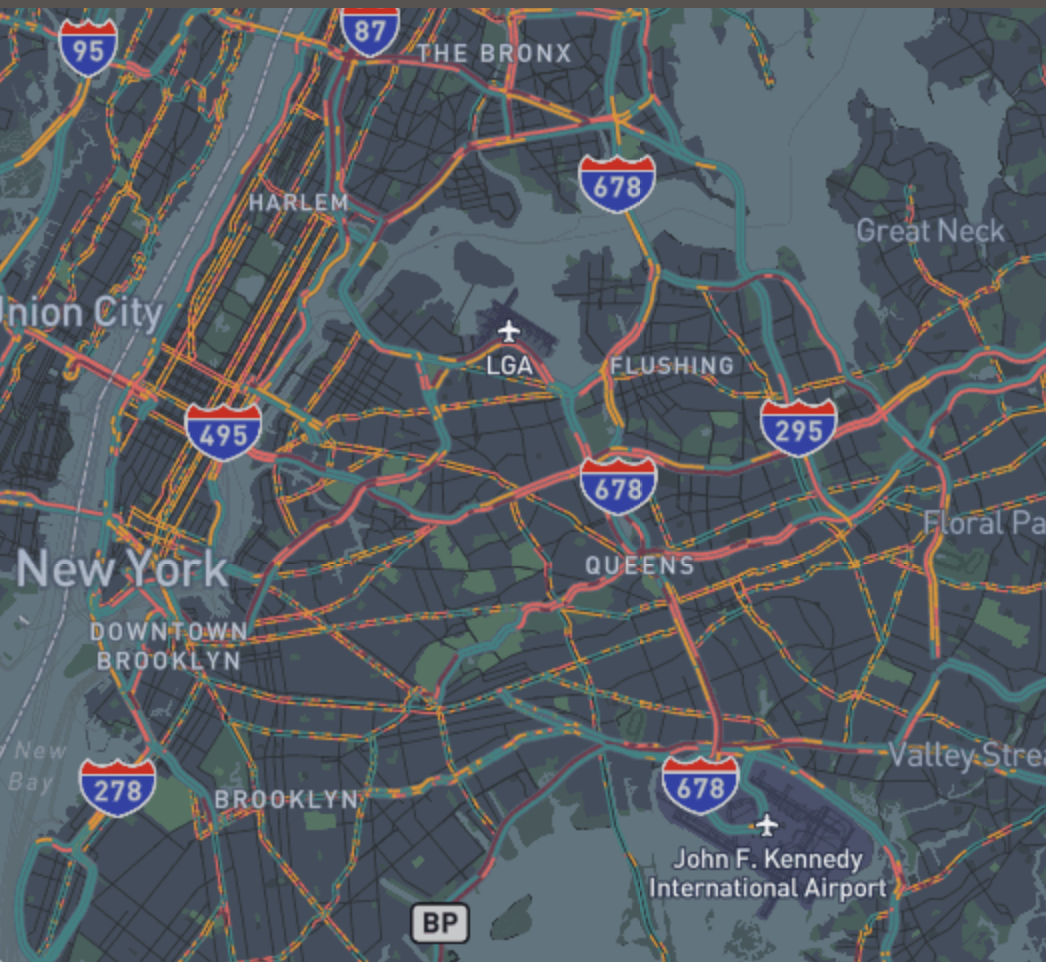 95
87
THE BRONX
678
HARLEM
Great Neck
Union City
LGA
FLUSHING
495
295
678
Floral Pa
New York
QUEENS
DOWNTOWN
BROOKLYN
New
Bay
Valley Strea
278
BROOKLYN
678
John F. Kennedy
International Airport
BP